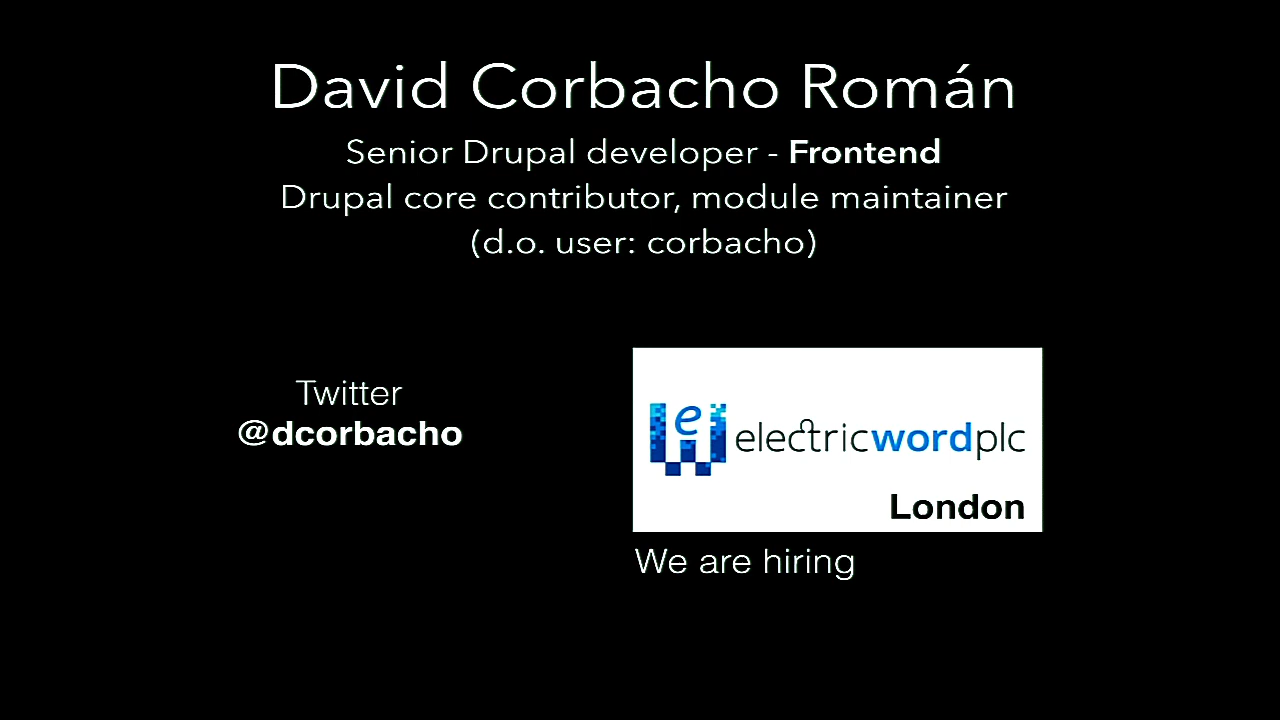 David Corbacho Román
Senior Drupal developer - Frontend
Drupal core contributor, module maintainer
(d.o. user: corbacho)
Twitter
@dcorbacho
ew
electricwordplc
London
We are hiring